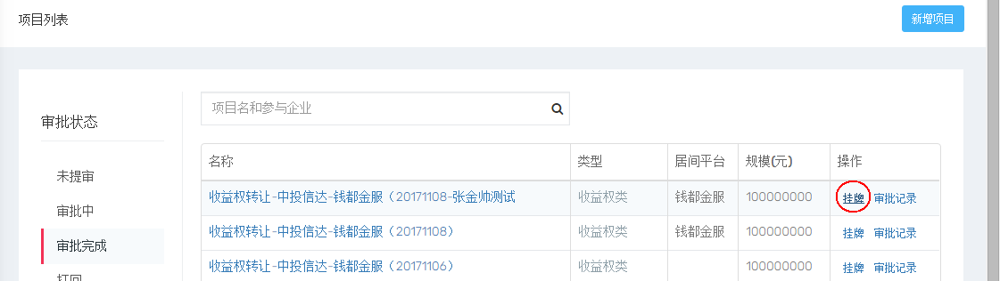 项目列表
新增项目
审批状态
未提审
审批中
审批完成
打回
项目名和参与企业
名称 类型 居间平台 规模(元) 操作
收益权转让-中投信达-钱都金服（20171108-张金帅测试 收益权类 钱都金服 100000000 挂牌 审批记录
收益权转让-中投信达-钱都金服（20171108） 收益权类 钱都金服 100000000 挂牌 审批记录
收益权转让-中投信达-钱都金服（20171106） 收益权类 100000000 挂牌 审批记录